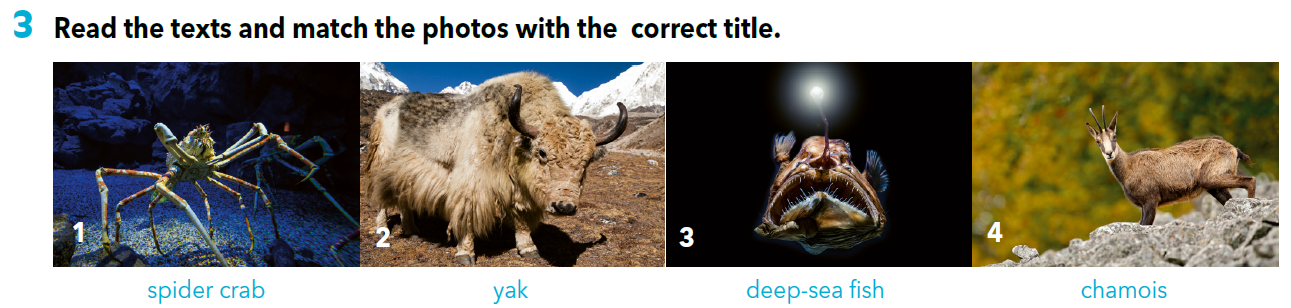 3 Read the texts and match the photos with the correct title.
1 2 3 4
spider crab yak deep-sea fish chamois